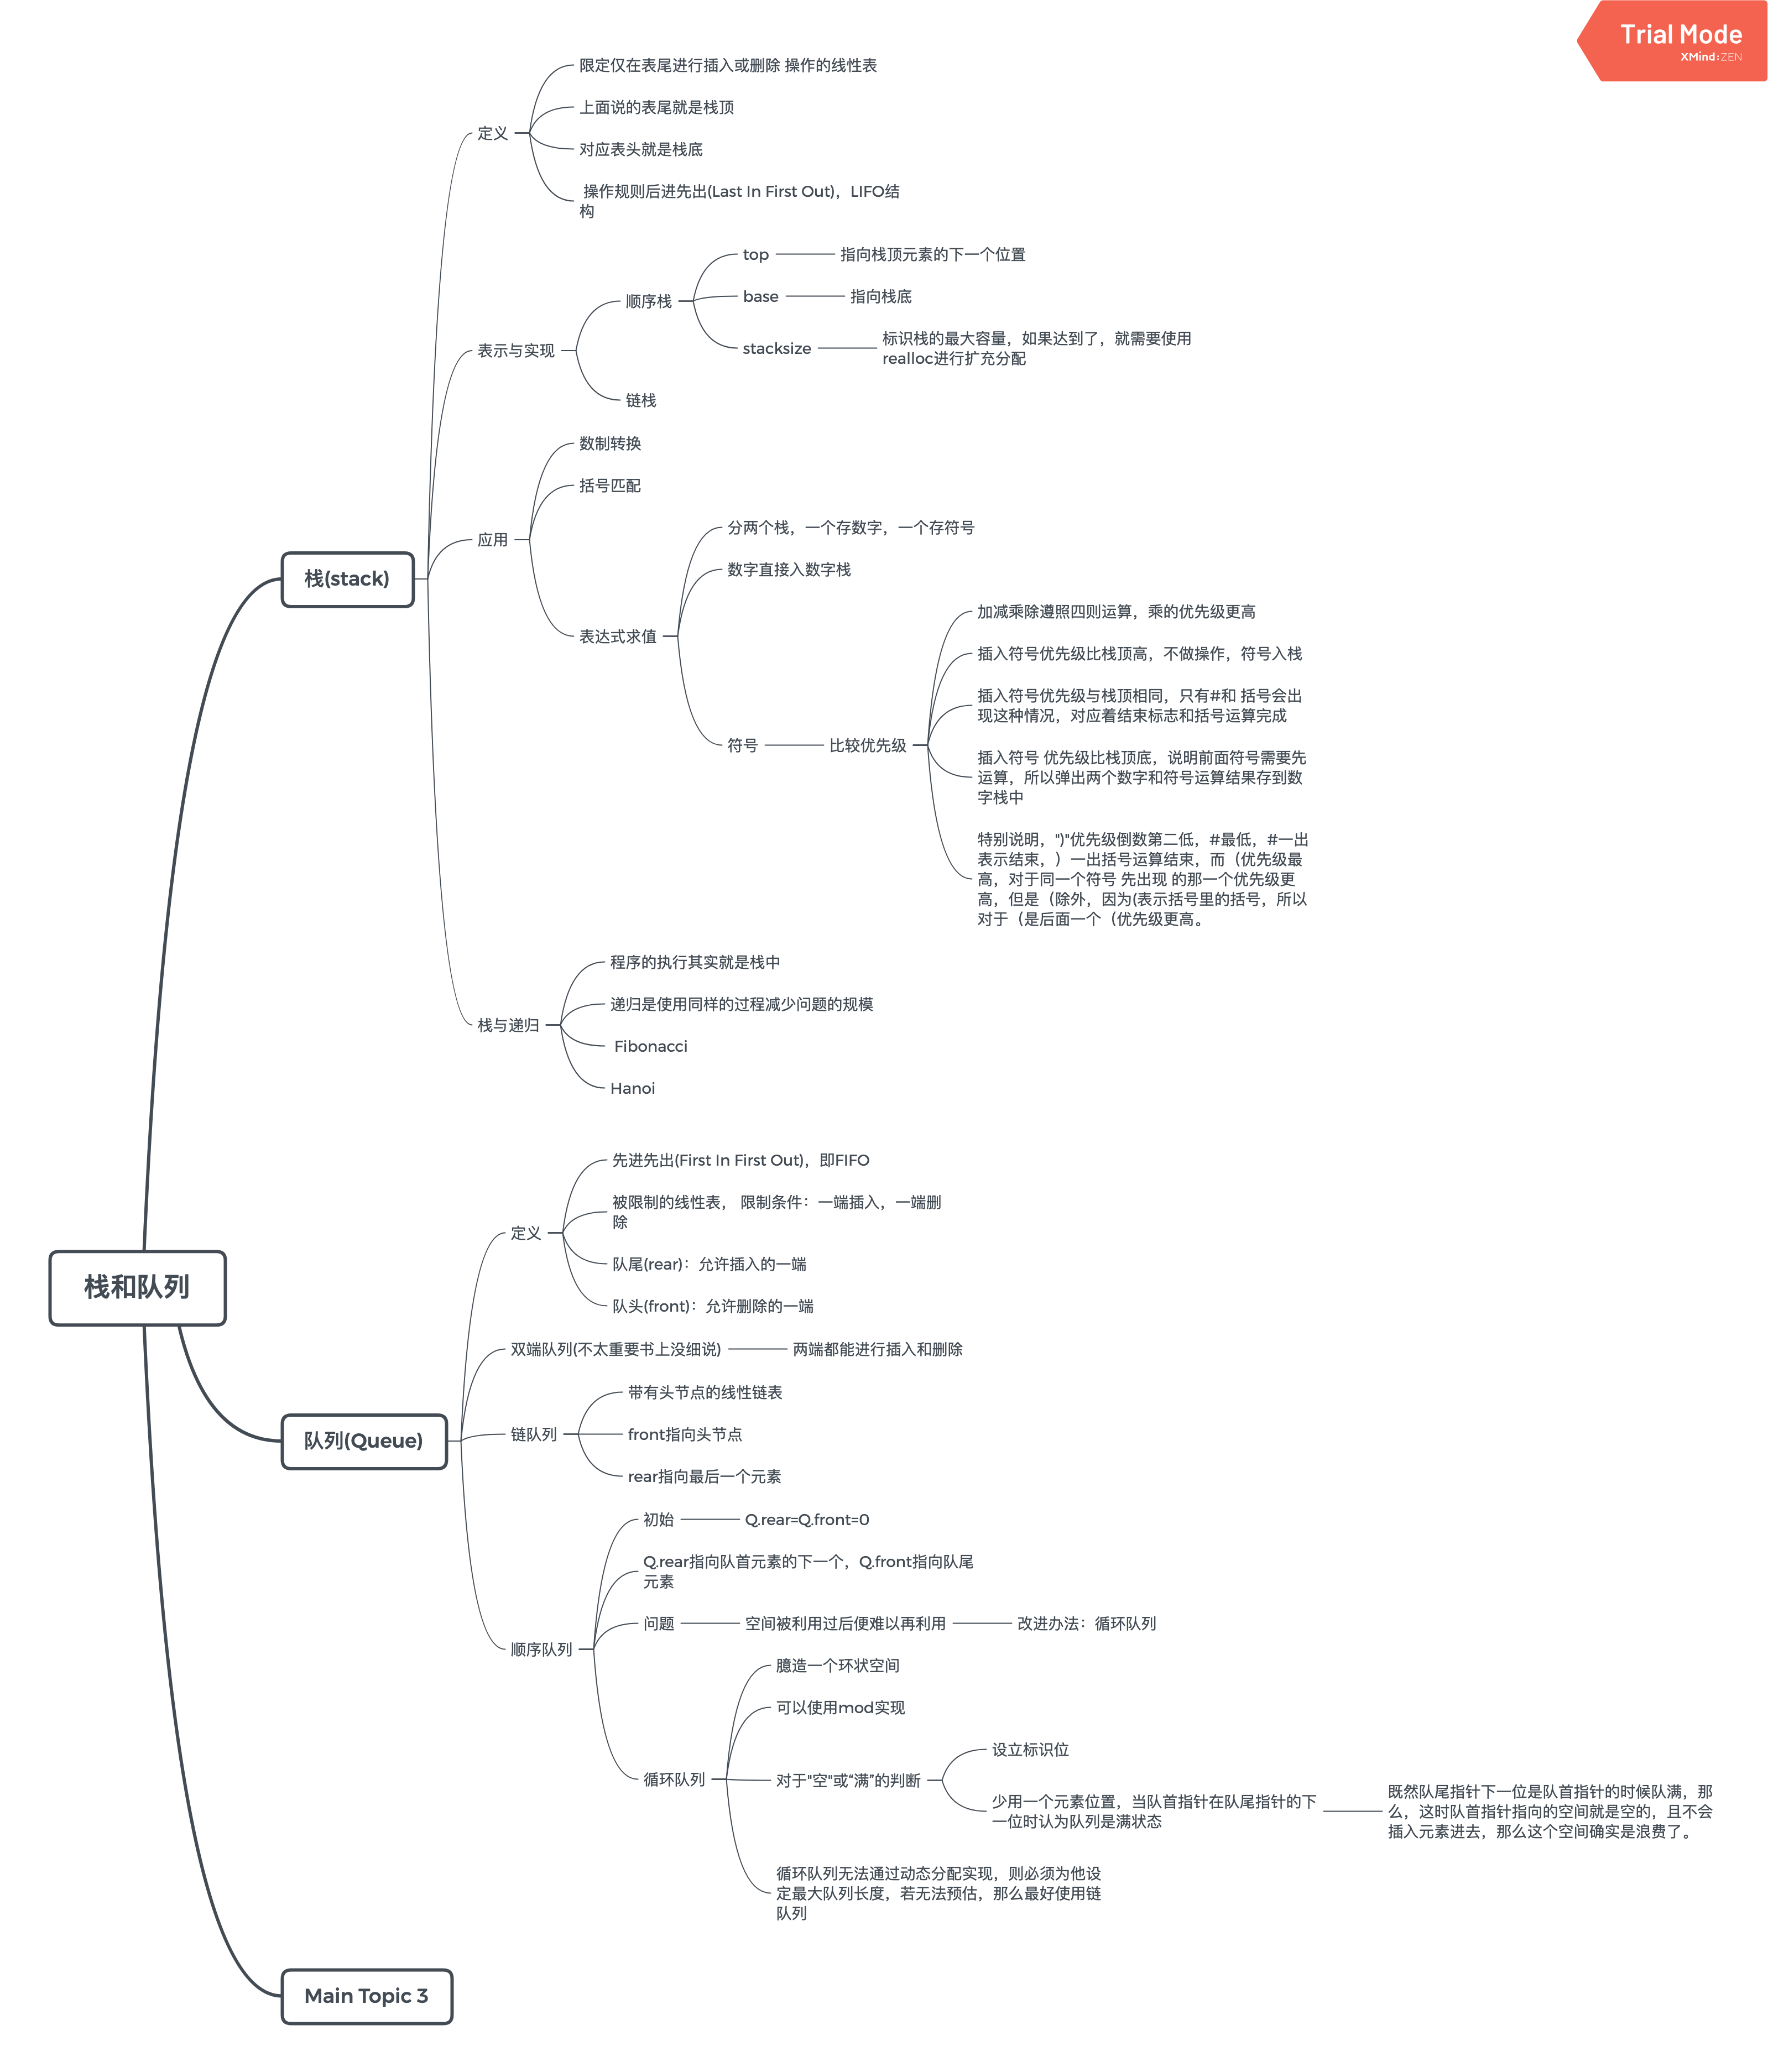 Trial Mode
XMind:ZEN
栈和队列
栈(stack)
定义
限定仅在表尾进行插入或删除 操作的线性表
上面说的表尾就是栈顶
对应表头就是栈底
操作规则后进先出(Last In First Out)，LIFO结
构
表示与实现
顺序栈
top
指向栈顶元素的下一个位置
base
指向栈底
stacksize
标识栈的最大容量，如果达到了，就需要使用
realloc进行扩充分配
链栈
应用
数制转换
括号匹配
表达式求值
分两个栈，一个存数字，一个存符号
数字直接入数字栈
符号
比较优先级
加减乘除遵照四则运算，乘的优先级更高
插入符号优先级比栈顶高，不做操作，符号入栈
插入符号优先级与栈顶相同，只有#和 括号会出
现这种情况，对应着结束标志和括号运算完成
插入符号 优先级比栈顶底，说明前面符号需要先
运算，所以弹出两个数字和符号运算结果存到数
字栈中
特别说明，")"优先级倒数第二低，#最低，#一出
表示结束，）一出括号运算结束，而（优先级最
高，对于同一个符号 先出现 的那一个优先级更
高，但是（除外，因为(表示括号里的括号，所以
对于（是后面一个（优先级更高。
栈与递归
程序的执行其实就是栈中
递归是使用同样的过程减少问题的规模
Fibonacci
Hanoi
队列(Queue)
定义
先进先出(First In First Out)，即FIFO
被限制的线性表， 限制条件：一端插入，一端删
除
队尾(rear)：允许插入的一端
队头(front)：允许删除的一端
双端队列(不太重要书上没细说)
两端都能进行插入和删除
链队列
带有头节点的线性链表
front指向头节点
rear指向最后一个元素
顺序队列
初始
Q.rear=Q.front=0
Q.rear指向队首元素的下一个，Q.front指向队尾
元素
问题
空间被利用过后便难以再利用
改进办法：循环队列
循环队列
臆造一个环状空间
可以使用mod实现
对于"空"或“满”的判断
设立标识位
少用一个元素位置，当队首指针在队尾指针的下
一位时认为队列是满状态
既然队尾指针下一位是队首指针的时候队满，那
么，这时队首指针指向的空间就是空的，且不会
插入元素进去，那么这个空间确实是浪费了。
循环队列无法通过动态分配实现，则必须为他设
定最大队列长度，若无法预估，那么最好使用链
队列
Main Topic 3